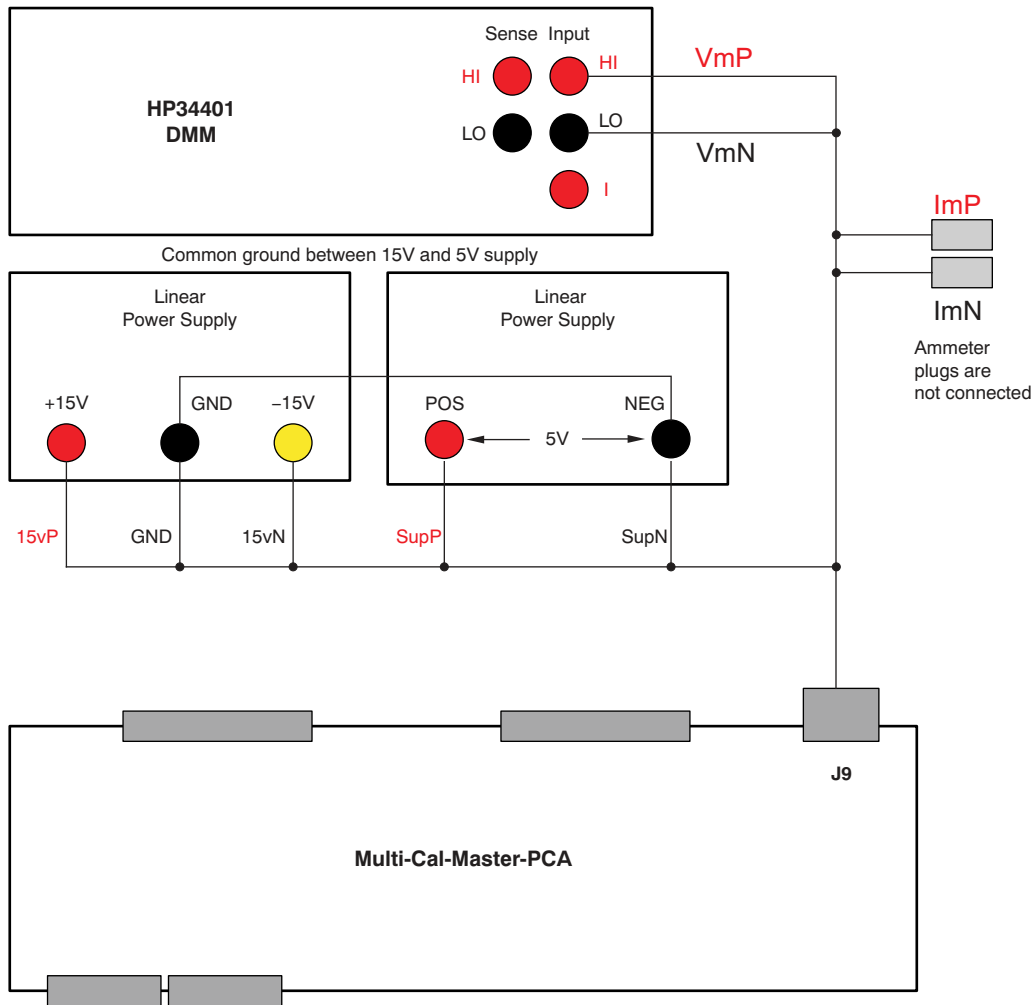 Sense Input
HI HI VmP
HP34401
DMM
LO LO
VmN
I
ImP
Common ground between 15V and 5V supply
Linear
Power Supply
Linear
Power Supply
ImN
Ammeter
plugs are
not connected
+15V GND −15V POS NEG
5V
15vP GND 15vN SupP SupN
J9
Multi-Cal-Master-PCA